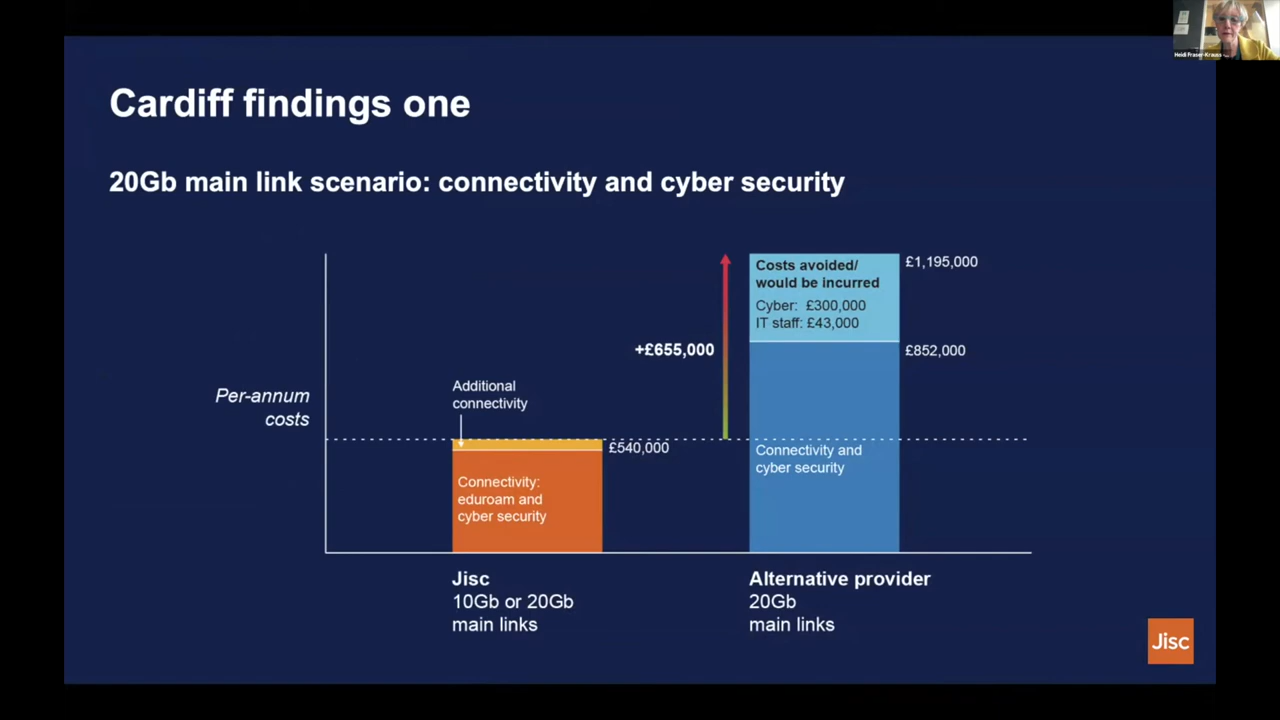 Heidi Fraser-Krauss
Cardiff findings one
20Gb main link scenario: connectivity and cyber security
Costs avoided/
would be incurred
Cyber: £300,000
IT staff: £43,000
£1,195,000
+£655,000
£852,000
Per-annum
costs
Additional
connectivity
£540,000
Connectivity:
eduroam and
cyber security
Connectivity and
cyber security
Jisc
10Gb or 20Gb
main links
Alternative provider
20Gb
main links
Jisc